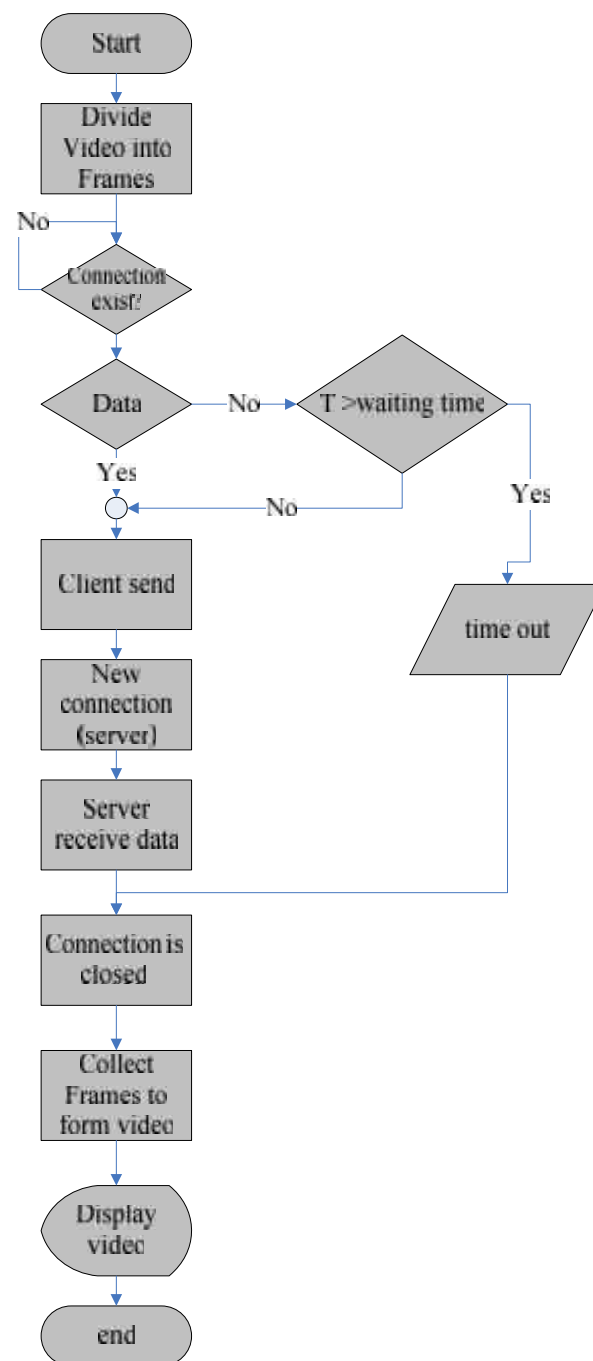 Start
Divide
Video into
Frames
No
Connection
exist?
Data
No
T >waiting time
Yes
Yes
No
Client send
time out
New
connection
(server)
Server
receive data
Connection is
closed
Collect
Frames to
form video
Display
video
end